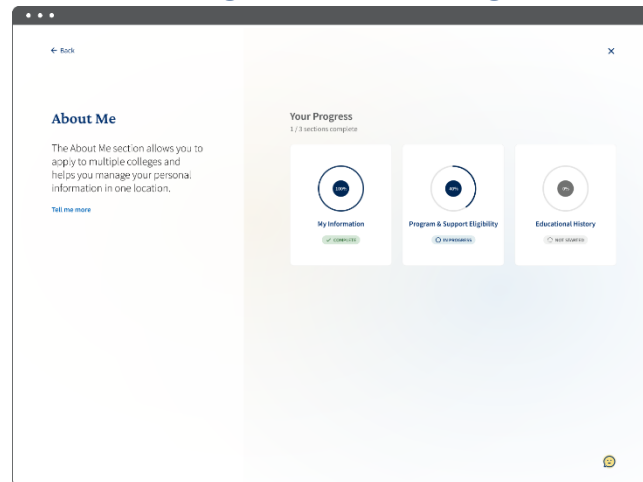 ← Back
×
About Me
The About Me section allows you to
apply to multiple colleges and
helps you manage your personal
information in one location.
Tell me more
Your Progress
1 / 3 sections complete
100%
My Information
✓ COMPLETE
Program & Support Eligibility
IN PROGRESS
0%
Educational History
NOT STARTED